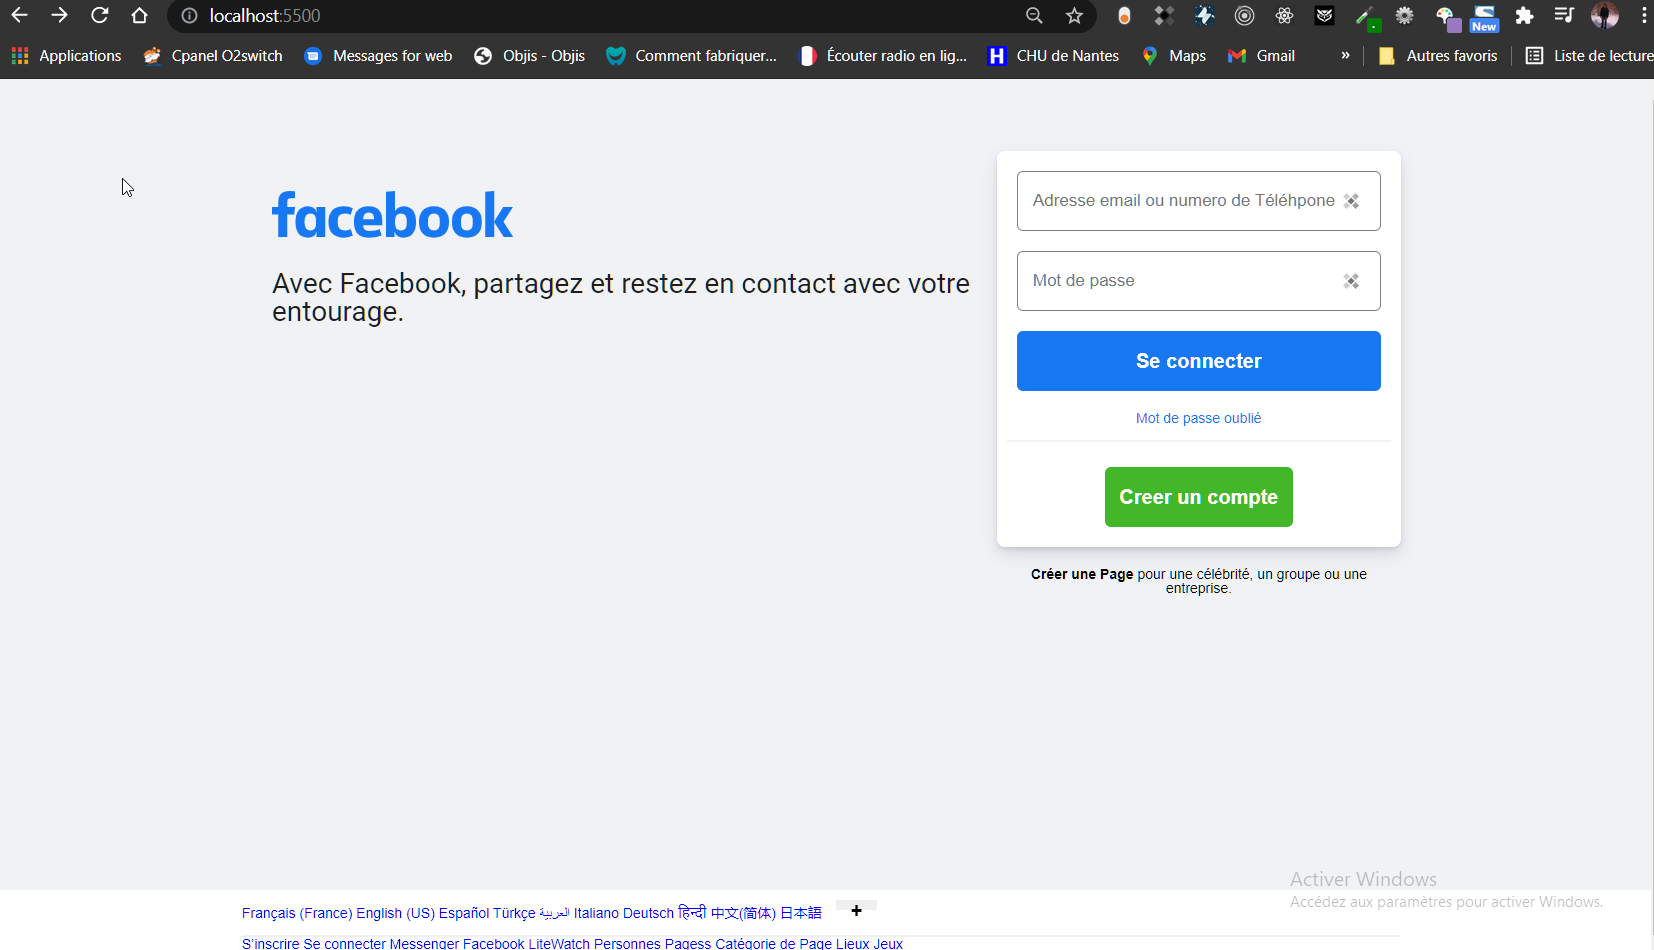 localhost:5500
New
Applications Cpanel O2switch Messages for web Objis - Objis Comment fabriquer... Écouter radio en lig... CHU de Nantes Maps Gmail » Autres favoris Liste de lecture
facebook
Avec Facebook, partagez et restez en contact avec votre
entourage.
Adresse email ou numero de Téléhpone
Mot de passe
Se connecter
Mot de passe oublié
Creer un compte
Créer une Page pour une célébrité, un groupe ou une
entreprise.
Activer Windows
Accédez aux paramètres pour activer Windows.
Français (France) English (US) Español Türkçe العربية Italiano Deutsch हिन्दी 中文(简体) 日本語 +
S'inscrire Se connecter Messenger Facebook LiteWatch Personnes Pagess Catégorie de Page Lieux Jeux